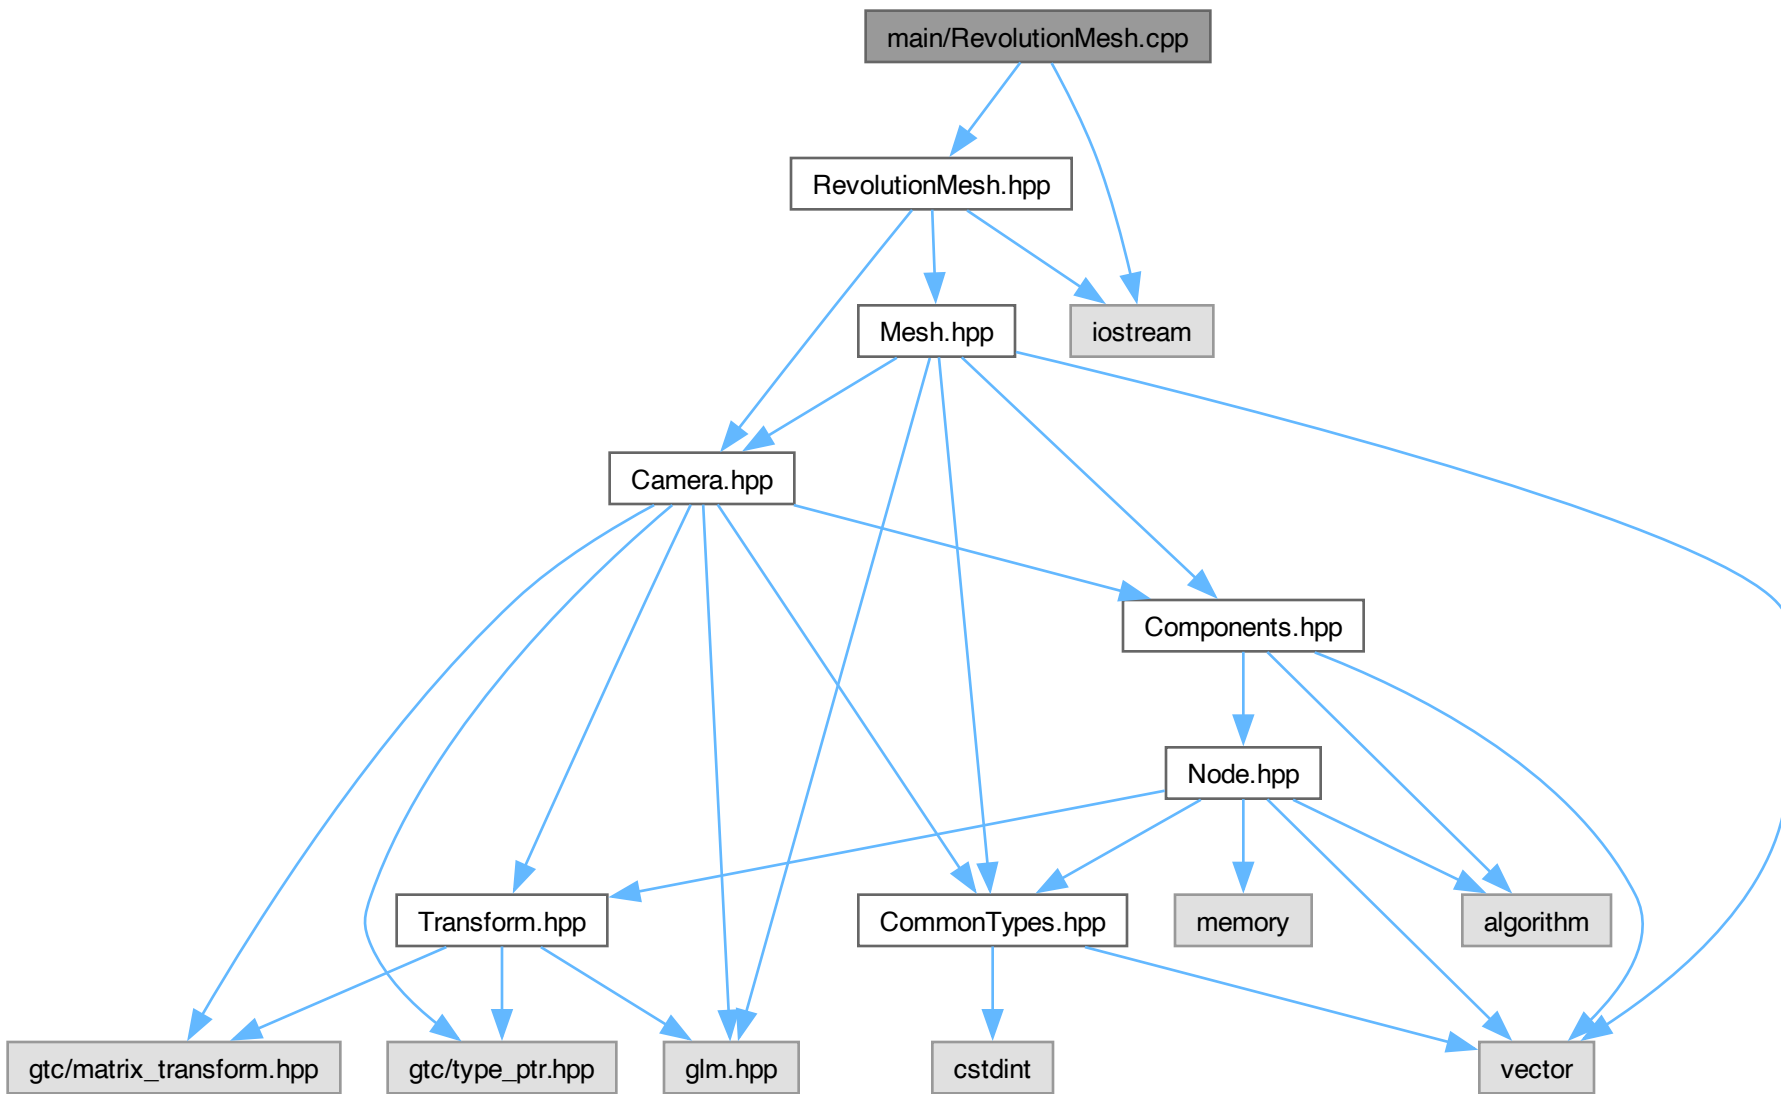 main/RevolutionMesh.cpp
RevolutionMesh.hpp
Mesh.hpp
iostream
Camera.hpp
Components.hpp
Node.hpp
Transform.hpp
CommonTypes.hpp
memory
algorithm
gtc/matrix_transform.hpp
gtc/type_ptr.hpp
glm.hpp
cstdint
vector